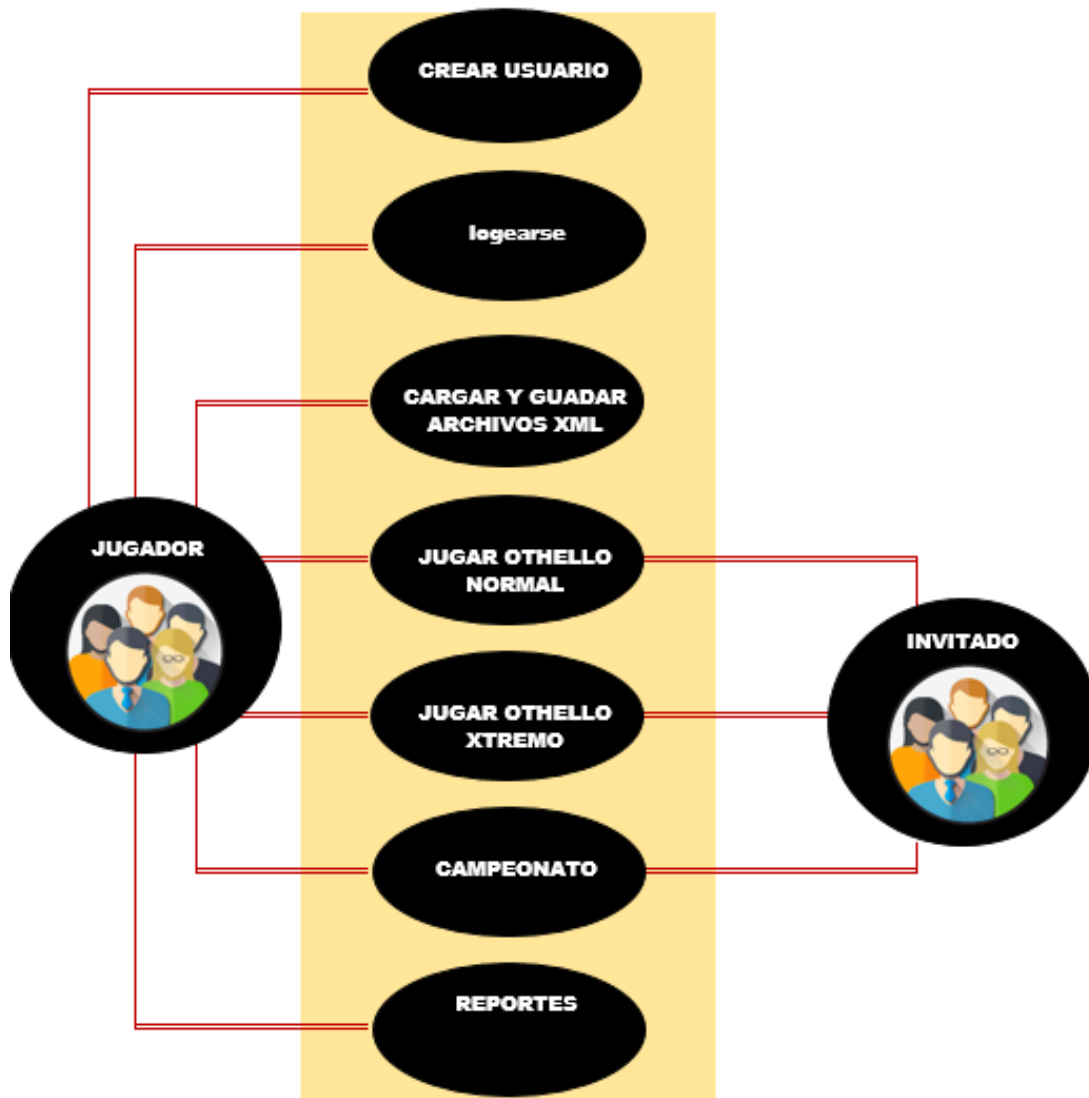 CREAR USUARIO
logearse
CARGAR Y GUADAR
ARCHIVOS XML
JUGADOR
JUGAR OTHELLO
NORMAL
INVITADO
JUGAR OTHELLO
XTREMO
CAMPEONATO
REPORTES